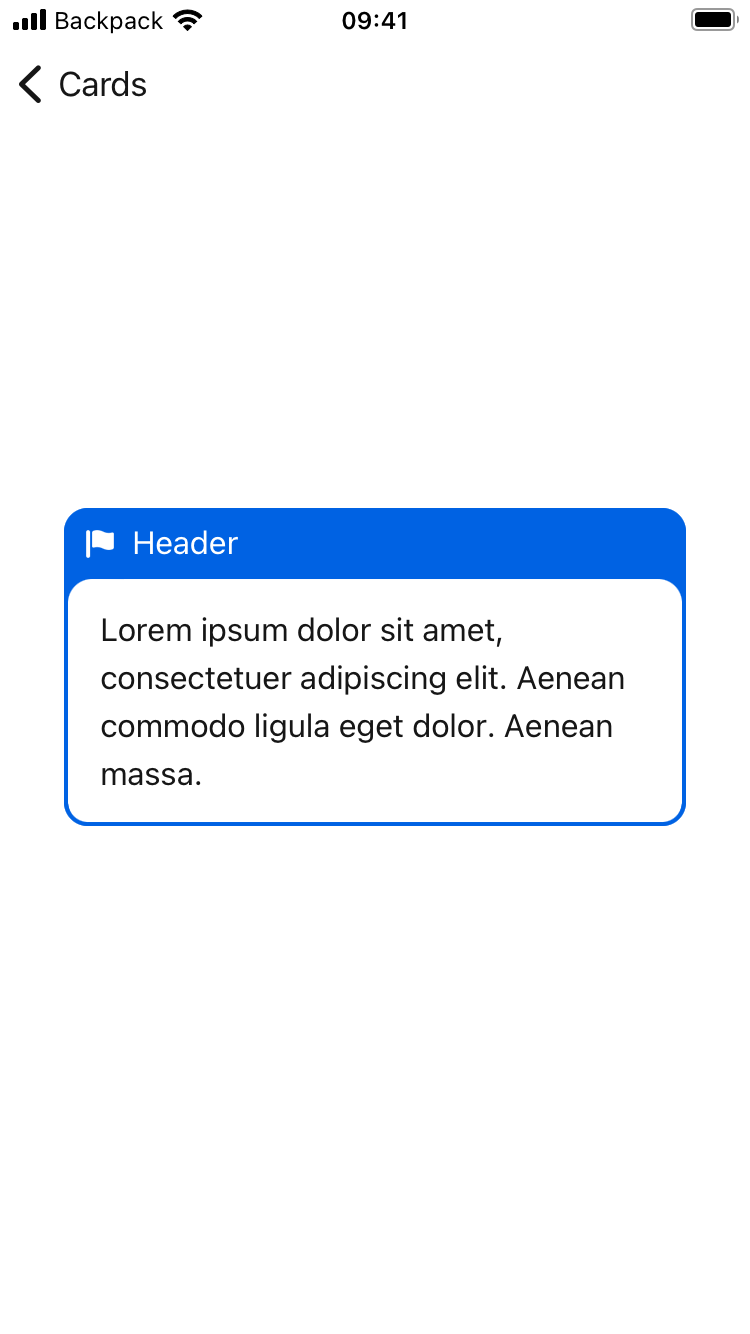 Backpack 09:41
Cards
Header
Lorem ipsum dolor sit amet,
consectetuer adipiscing elit. Aenean
commodo ligula eget dolor. Aenean
massa.